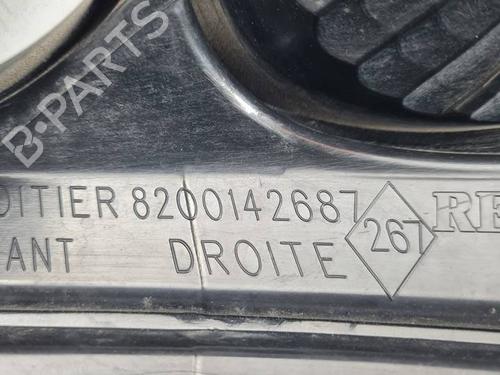 B-PARTS
OITIER 8200142687 267 RE
ANT DROITE